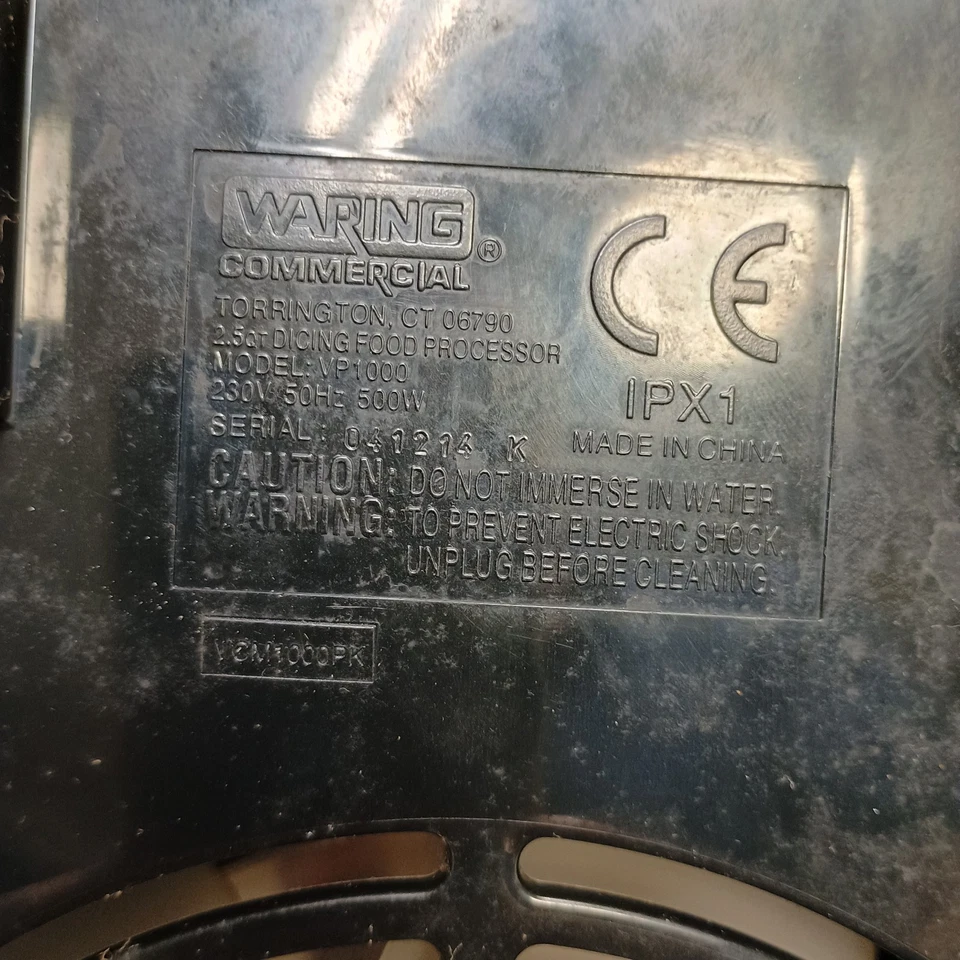 WARING®
COMMERCIAL
TORRINGTON, CT 06790
2.5QT DICING FOOD PROCESSOR
MODEL: VP1000
230V 50Hz 500W
SERIAL: 041214 K
CE
IPX1
MADE IN CHINA
CAUTION: DO NOT IMMERSE IN WATER.
WARNING: TO PREVENT ELECTRIC SHOCK.
UNPLUG BEFORE CLEANING.
VCM1000PK